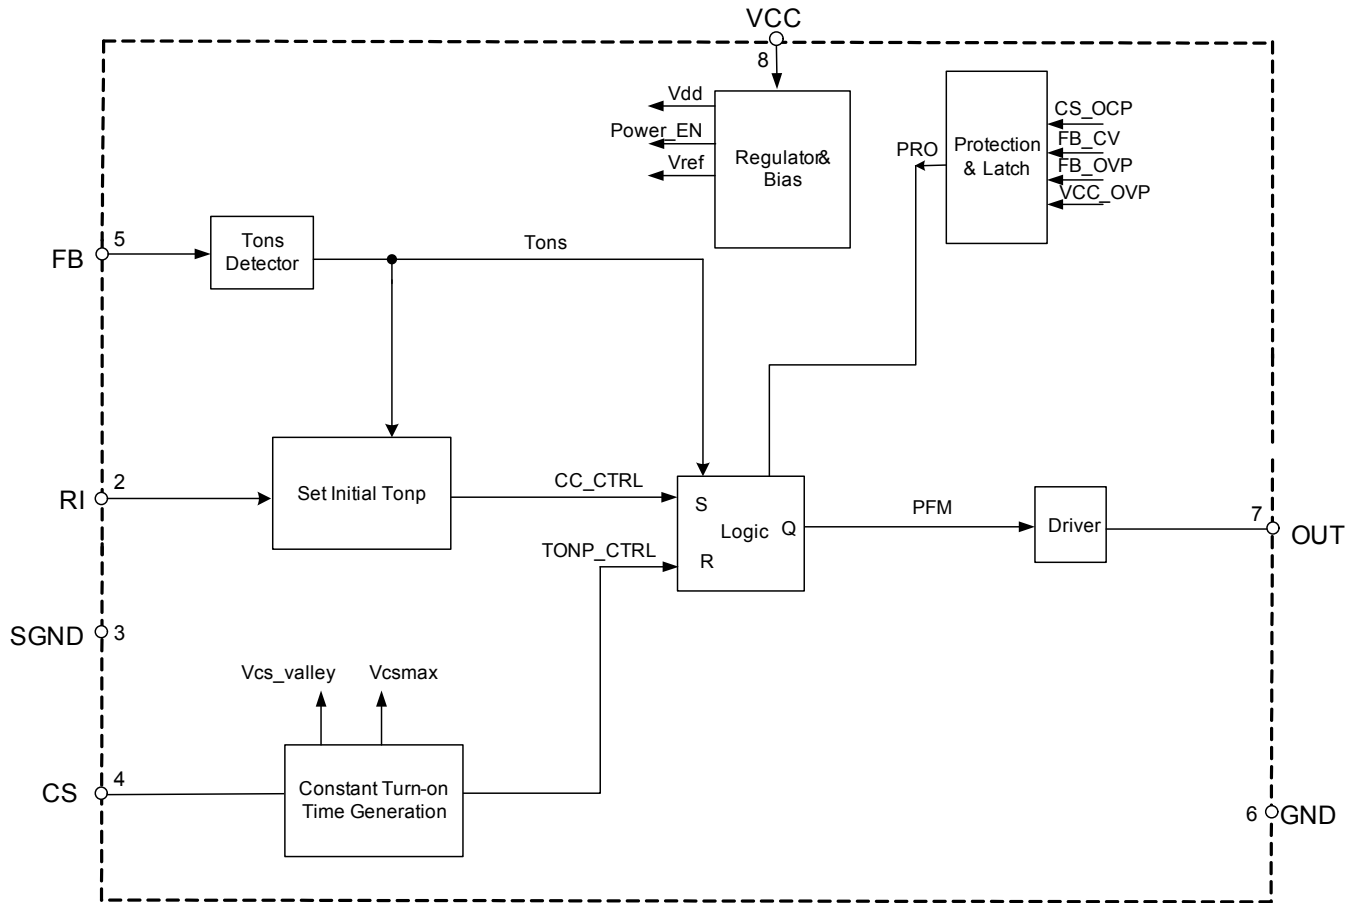 VCC
8
Vdd
Power_EN
Vref
Regulator&
Bias
PRO
Protection
& Latch
CS_OCP
FB_CV
FB_OVP
VCC_OVP
FB
5
Tons
Detector
Tons
RI
2
Set Initial Tonp
CC_CTRL
TONP_CTRL
S
Logic
Q
R
PFM
Driver
7
OUT
SGND
3
Vcs_valley
Vcsmax
CS
4
Constant Turn-on
Time Generation
6
GND